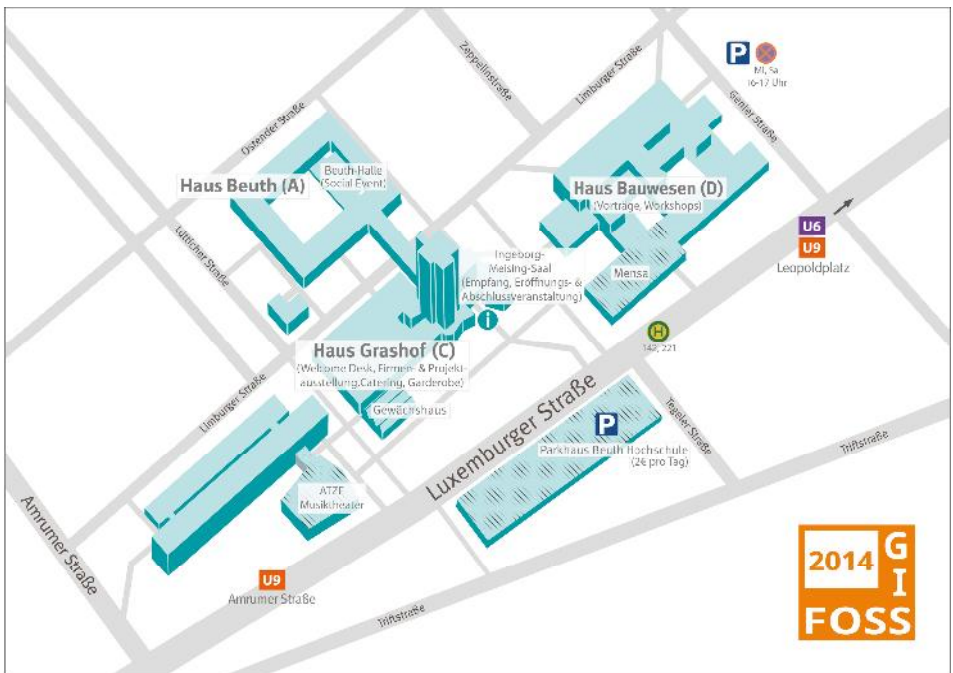 Zeppelinstraße
Limburger Straße
P
Mi, Sa
16-17 Uhr
Genter Straße
Ostender Straße
Beuth-Halle
(Social Event)
Haus Beuth (A)
Haus Bauwesen (D)
(Vorträge, Workshops)
Lütticher Straße
U6
U9
Leopoldplatz
Ingeborg-
Meising-Saal
(Empfang, Eröffnungs- &
Abschlussveranstaltung)
Mensa
i
H
142, 221
Haus Grashof (C)
(Welcome Desk, Firmen- & Projekt-
ausstellung,Catering, Garderobe)
Gewächshaus
Limburger Straße
Luxemburger Straße
Tegeler Straße
P
Parkhaus Beuth Hochschule
(2€ pro Tag)
Triftstraße
ATZE
Musiktheater
Amrumer Straße
U9
Amrumer Straße
Triftstraße
2014
G
I
FOSS